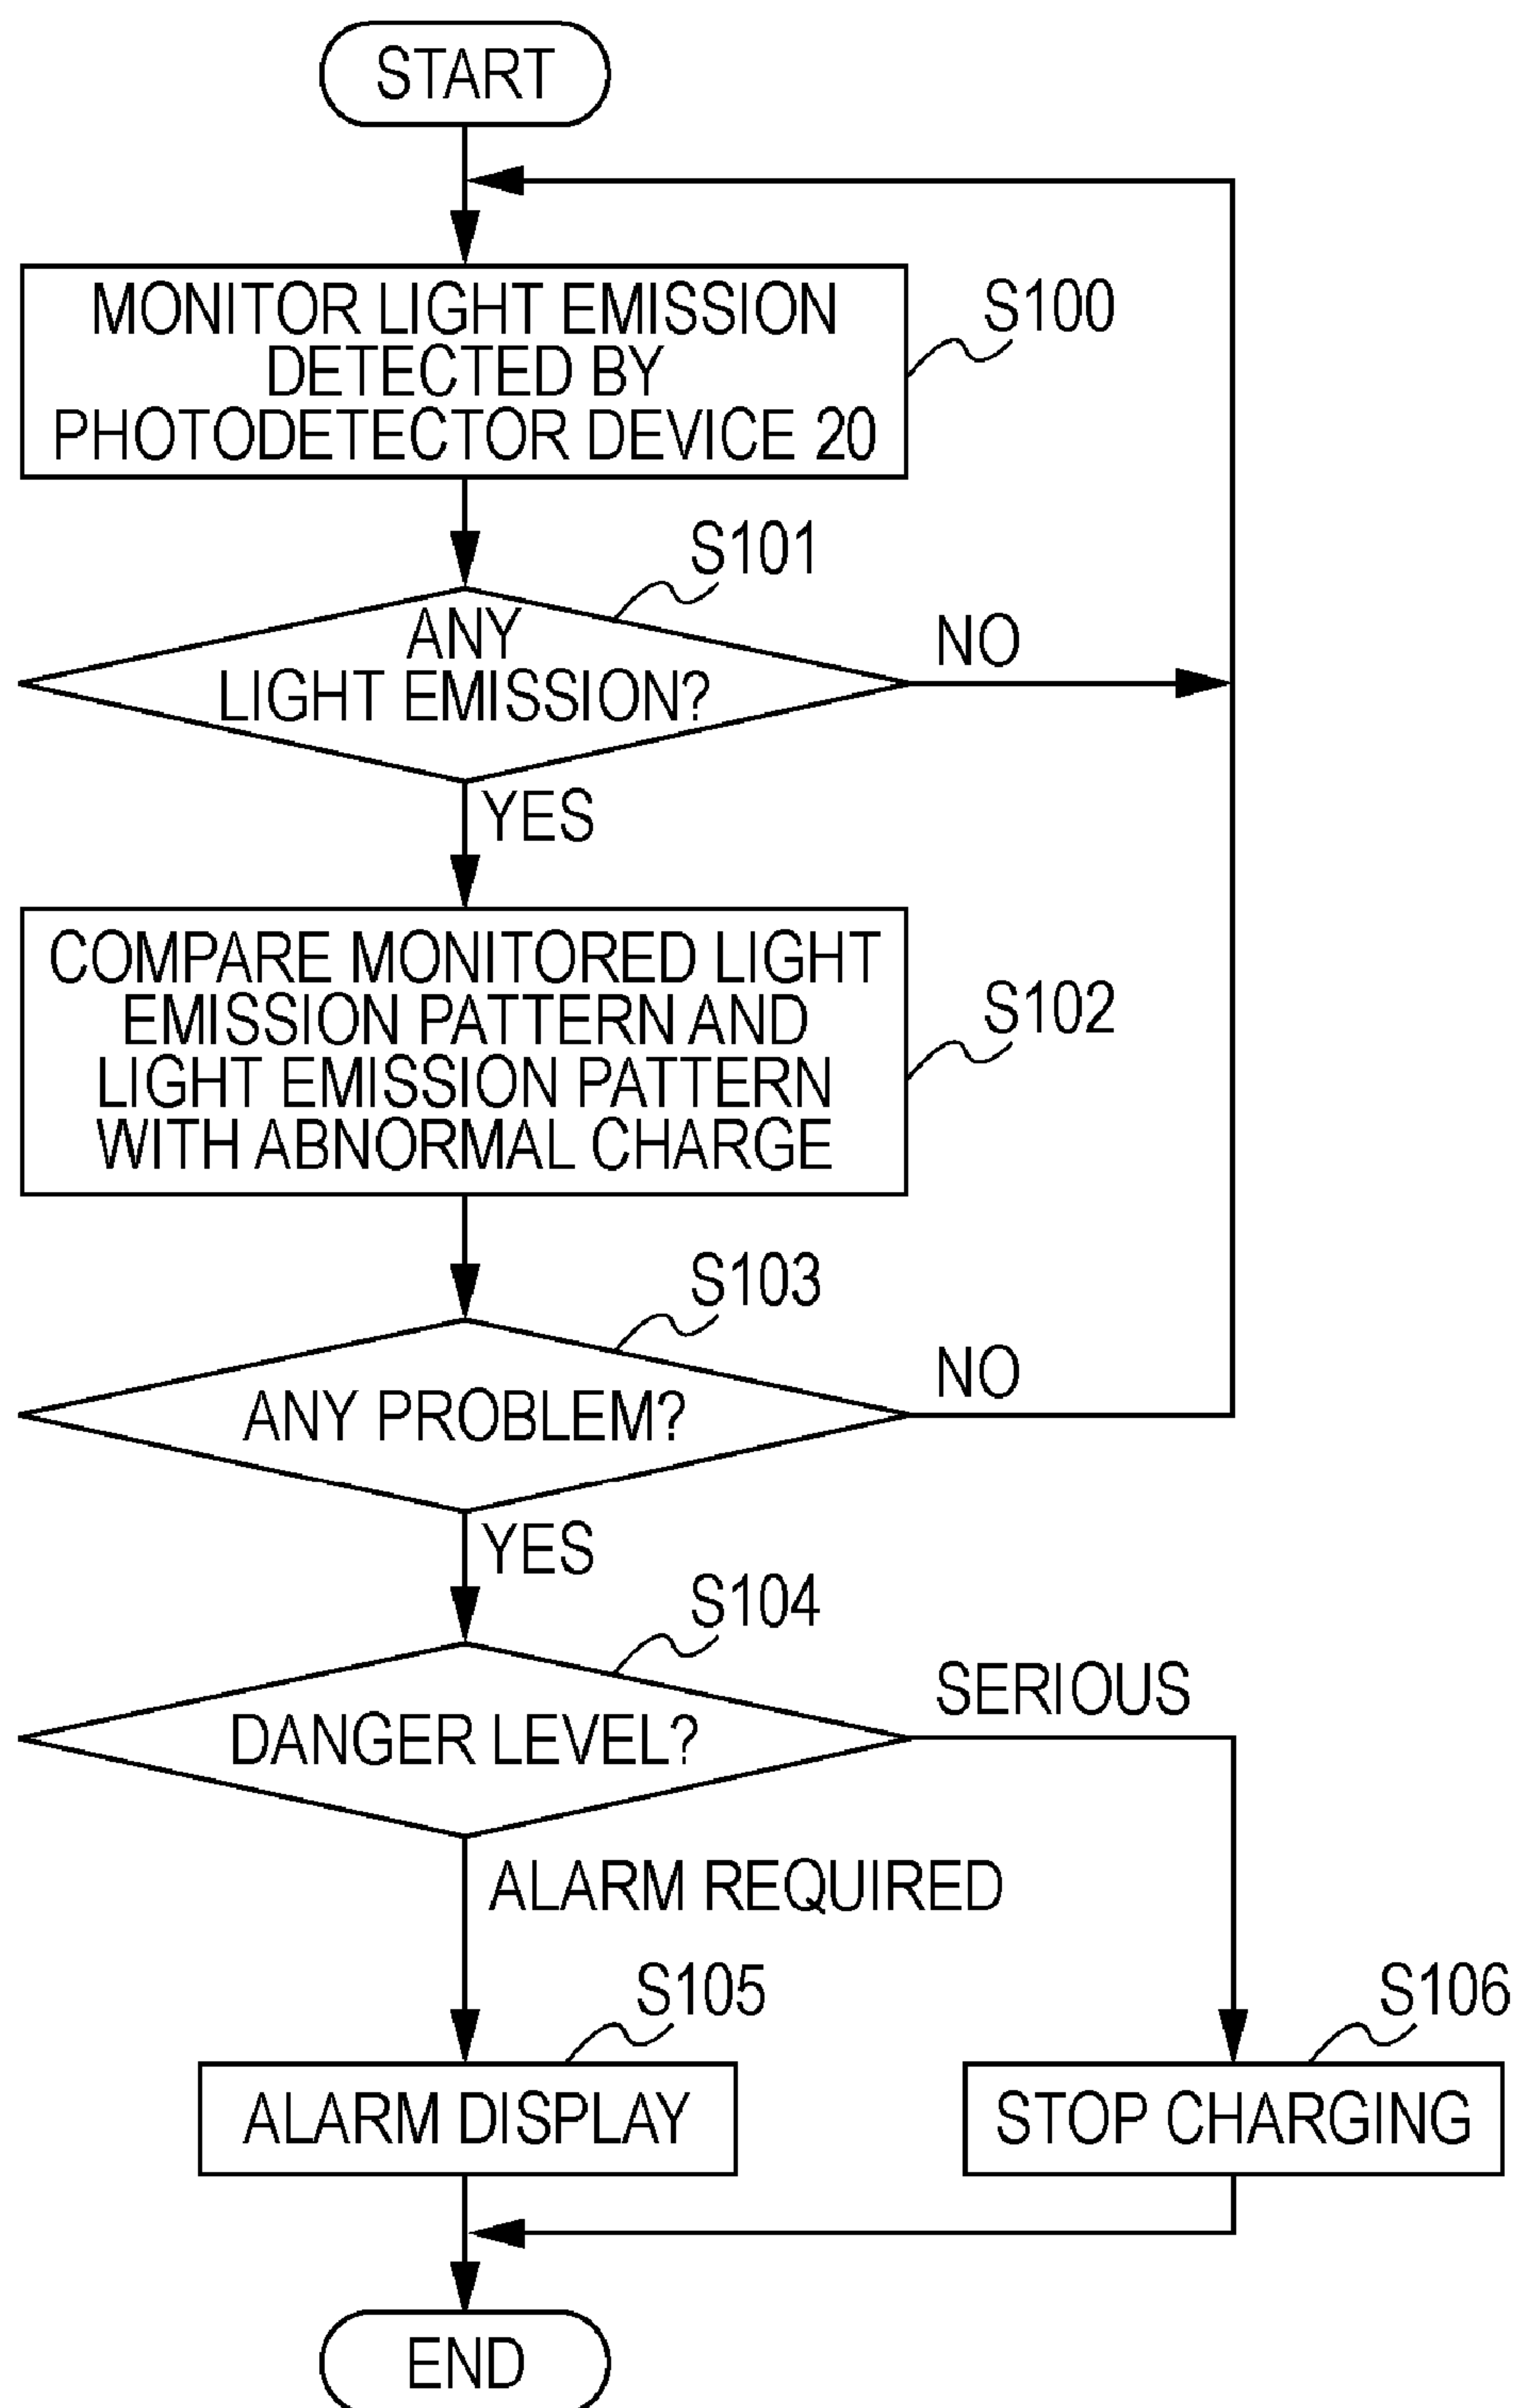 START
MONITOR LIGHT EMISSION
DETECTED BY
PHOTODETECTOR DEVICE 20
S100
S101
ANY
LIGHT EMISSION?
NO
YES
COMPARE MONITORED LIGHT
EMISSION PATTERN AND
LIGHT EMISSION PATTERN
WITH ABNORMAL CHARGE
S102
S103
ANY PROBLEM?
NO
YES
S104
DANGER LEVEL?
SERIOUS
ALARM REQUIRED
S105
ALARM DISPLAY
S106
STOP CHARGING
END